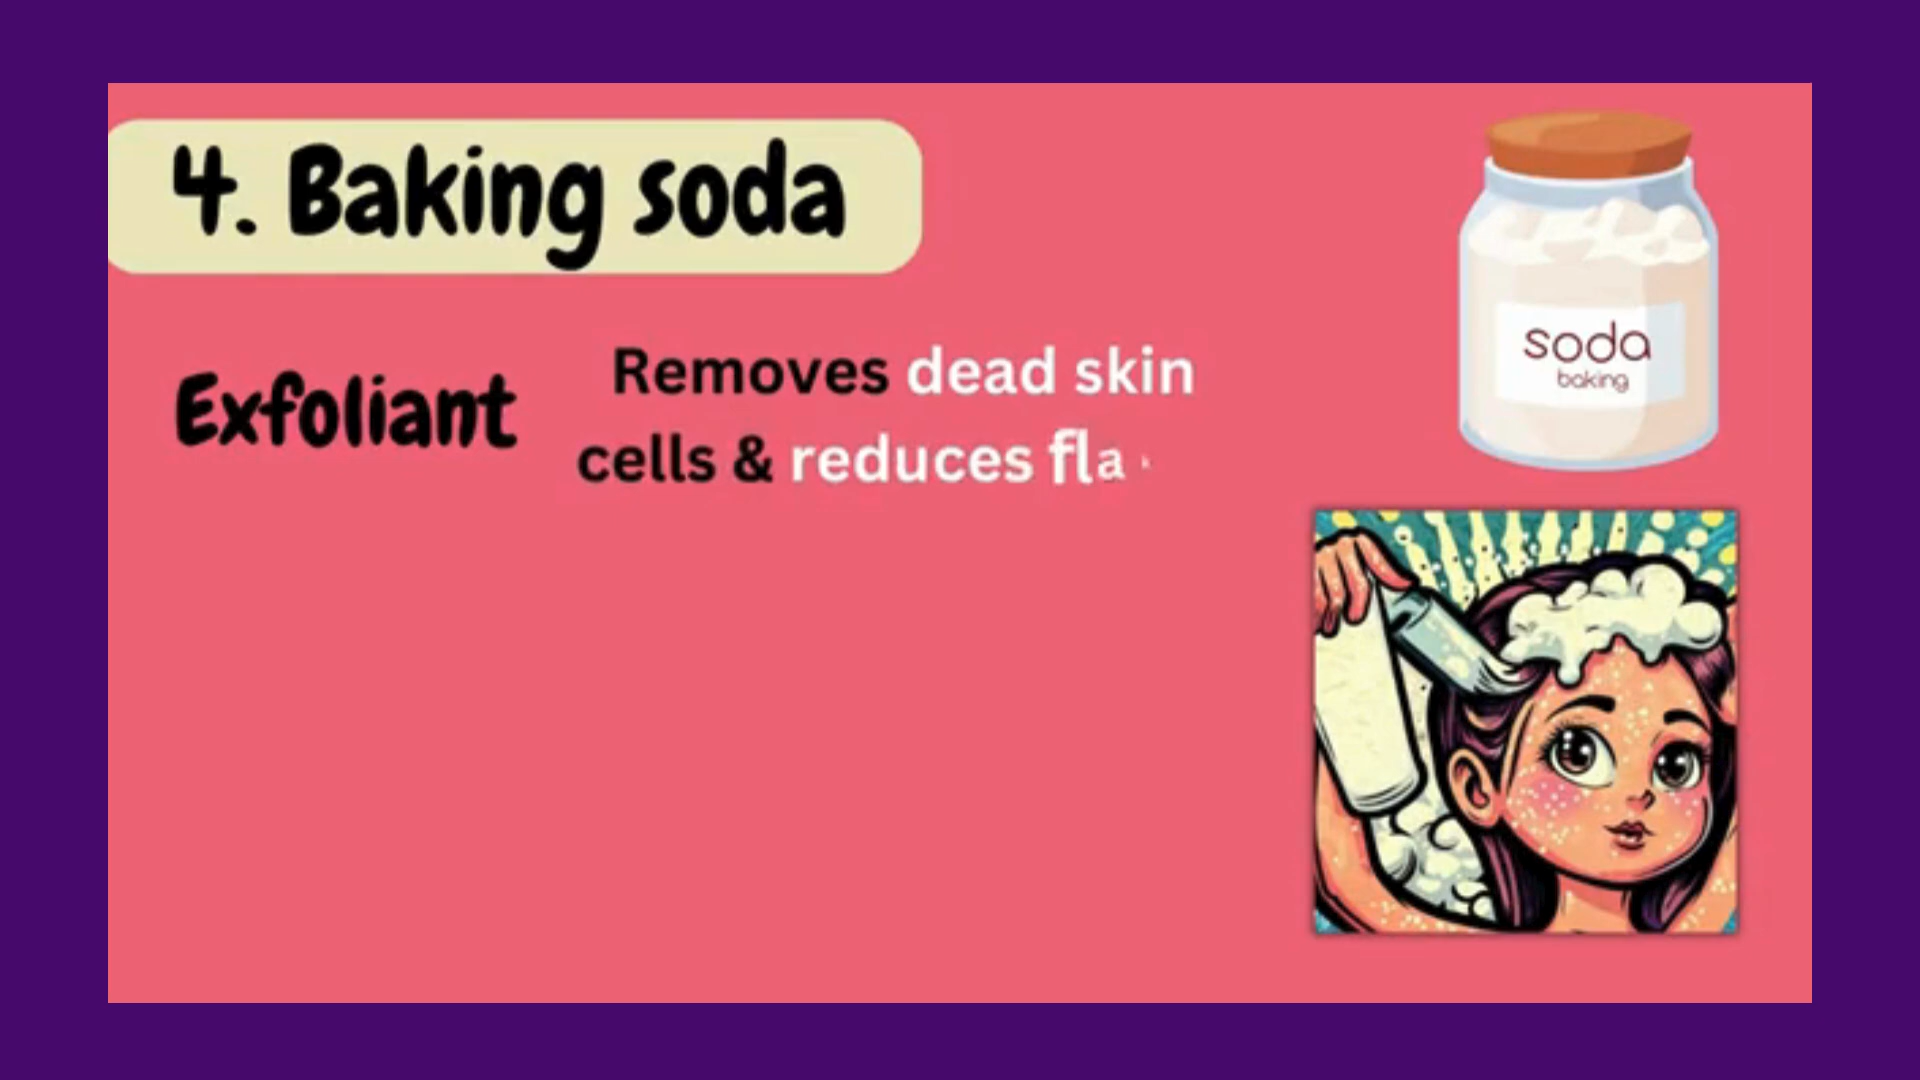 4. Baking soda
Exfoliant
Removes dead skin
cells & reduces fla
soda
baking